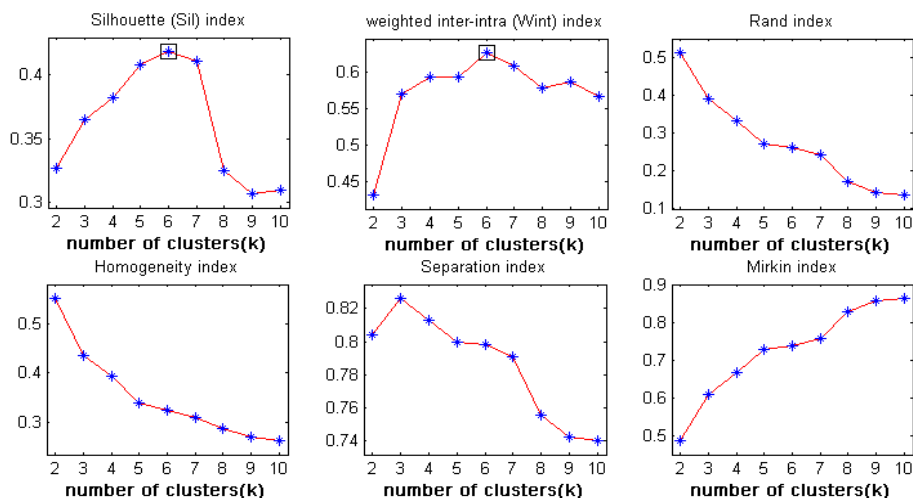 Silhouette (Sil) index
0.4
0.35
0.3
2 3 4 5 6 7 8 9 10
number of clusters(k)
weighted inter-intra (Wint) index
0.6
0.55
0.5
0.45
2 3 4 5 6 7 8 9 10
number of clusters(k)
Rand index
0.5
0.4
0.3
0.2
0.1
2 3 4 5 6 7 8 9 10
number of clusters(k)
Homogeneity index
0.5
0.4
0.3
2 3 4 5 6 7 8 9 10
number of clusters(k)
Separation index
0.82
0.8
0.78
0.76
0.74
2 3 4 5 6 7 8 9 10
number of clusters(k)
Mirkin index
0.9
0.8
0.7
0.6
0.5
2 3 4 5 6 7 8 9 10
number of clusters(k)